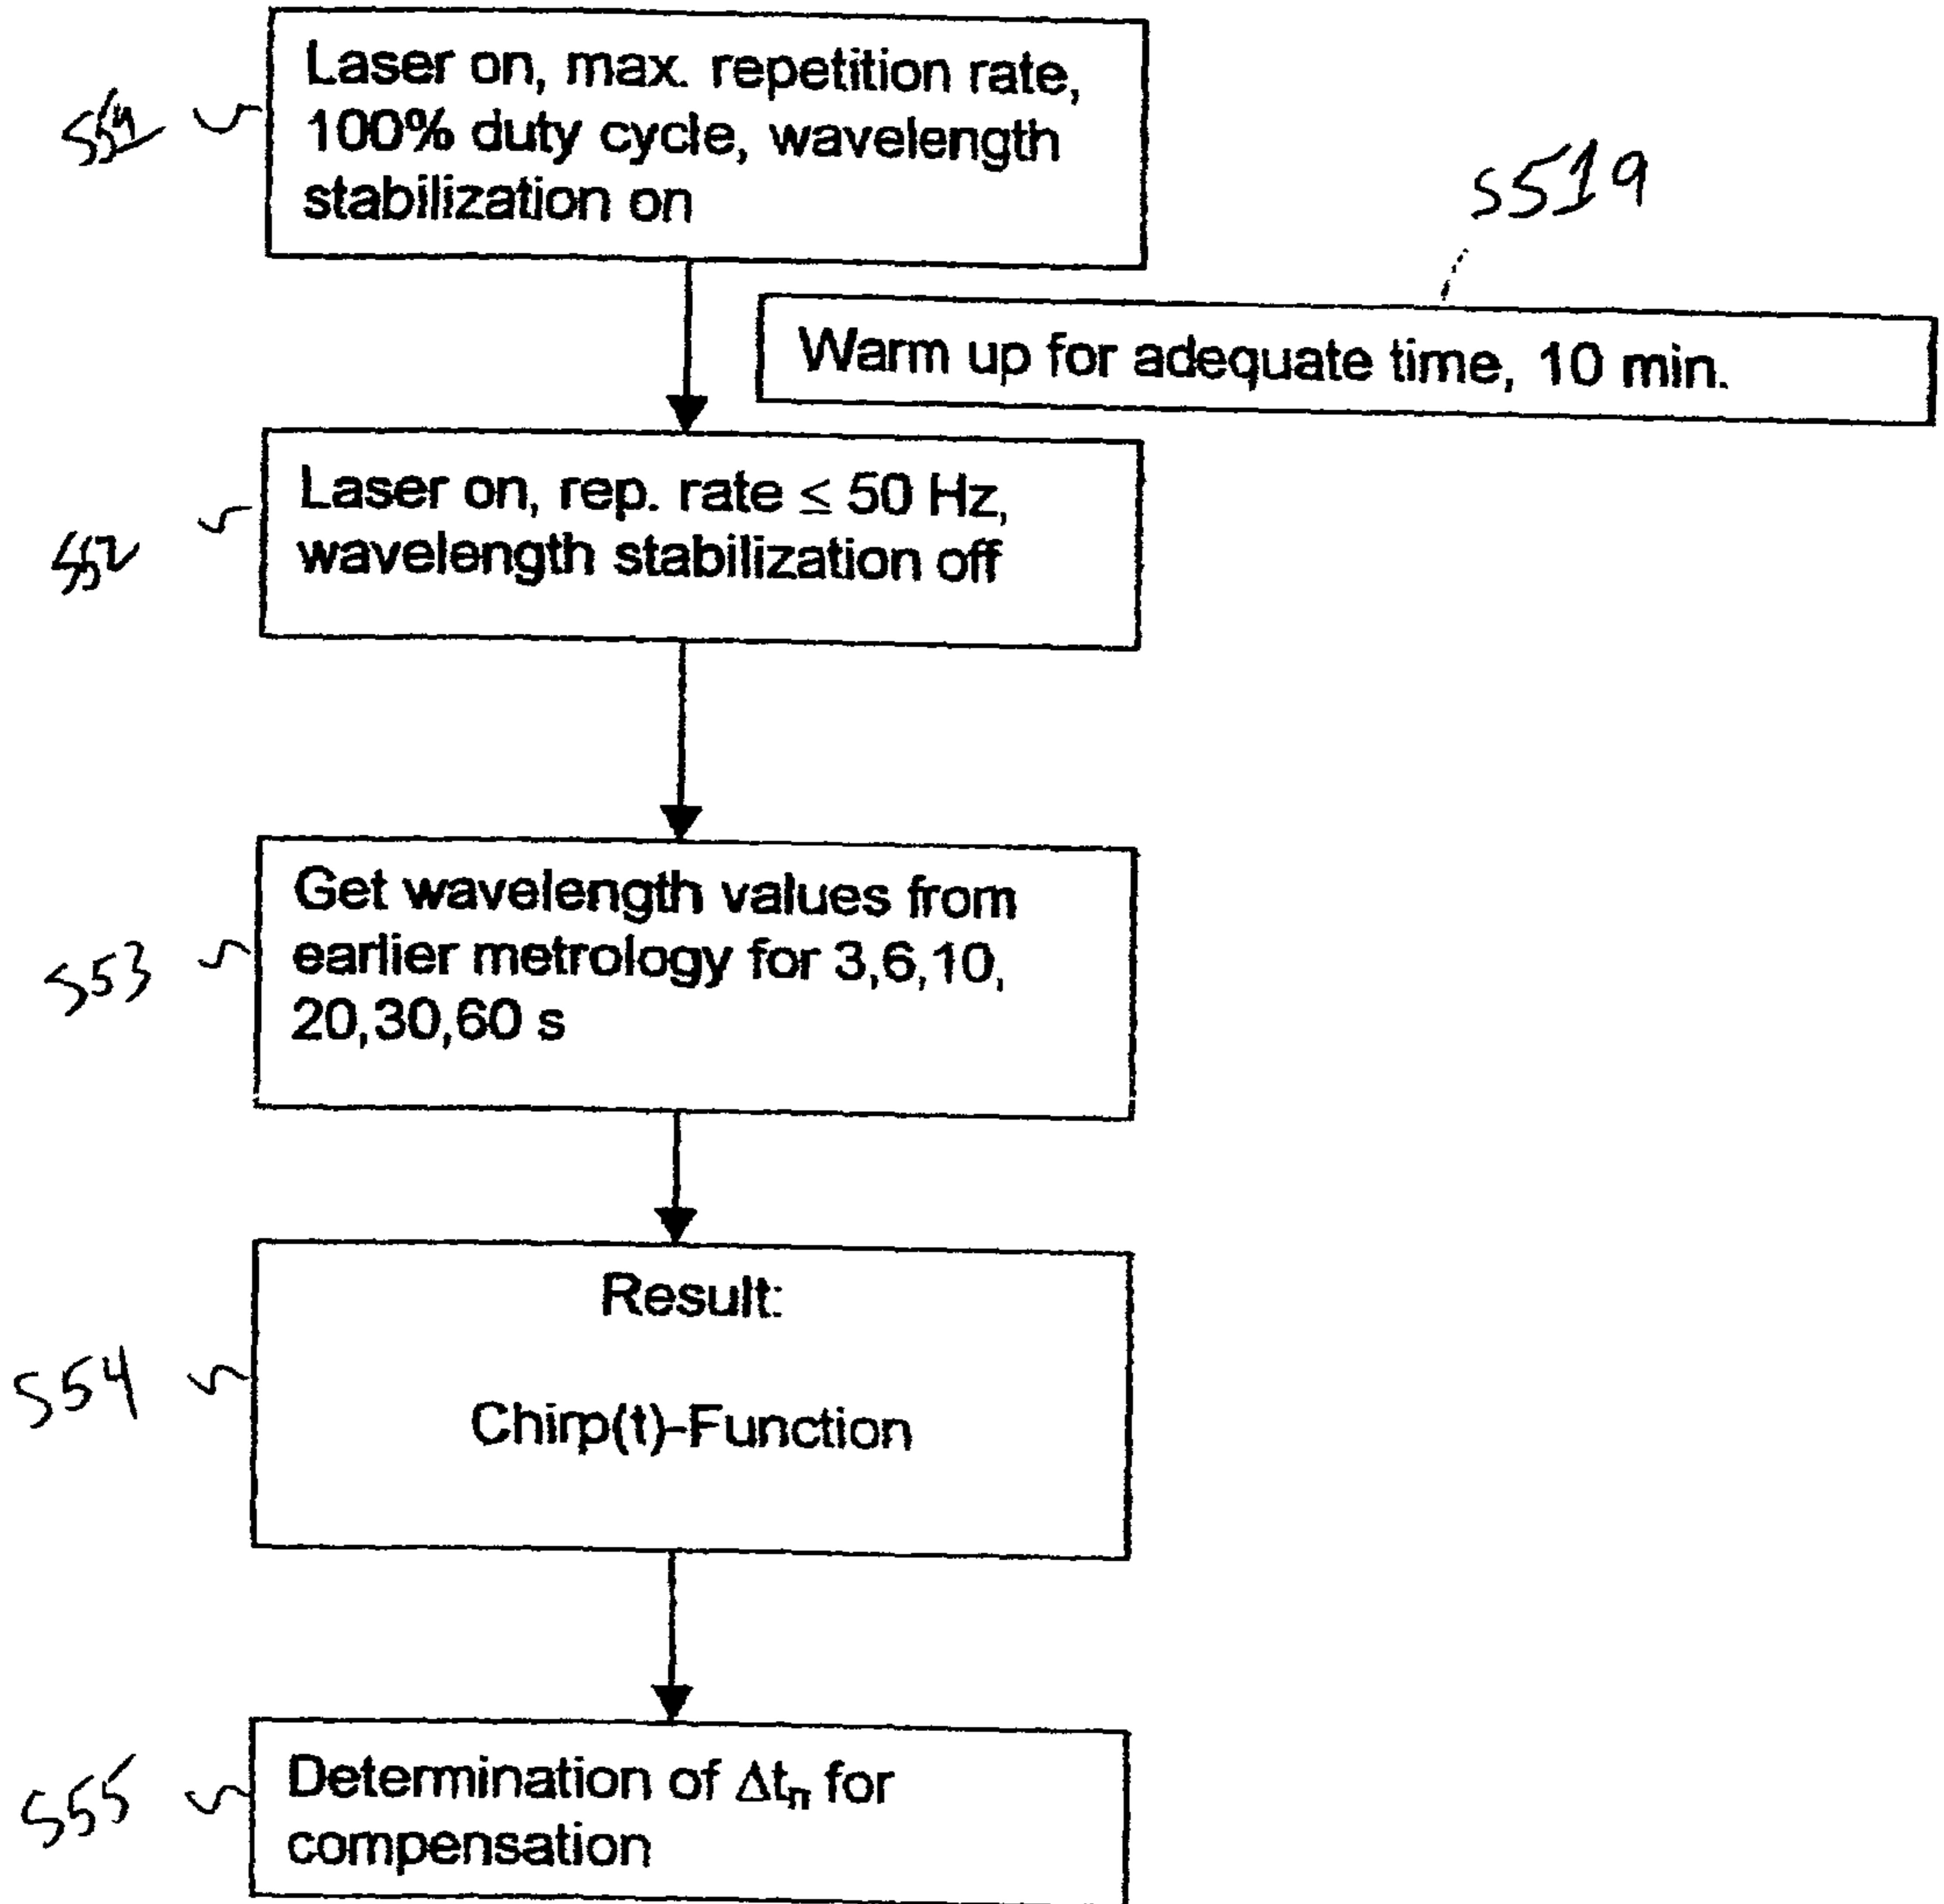 Laser on, max. repetition rate,
100% duty cycle, wavelength
stabilization on
S519
Warm up for adequate time, 10 min.
Laser on, rep. rate ≤ 50 Hz,
wavelength stabilization off
S52
Get wavelength values from
earlier metrology for 3,6,10,
20,30,60 s
S53
Result:
Chirp(t)-Function
S54
Determination of Δtₙ for
compensation
S55